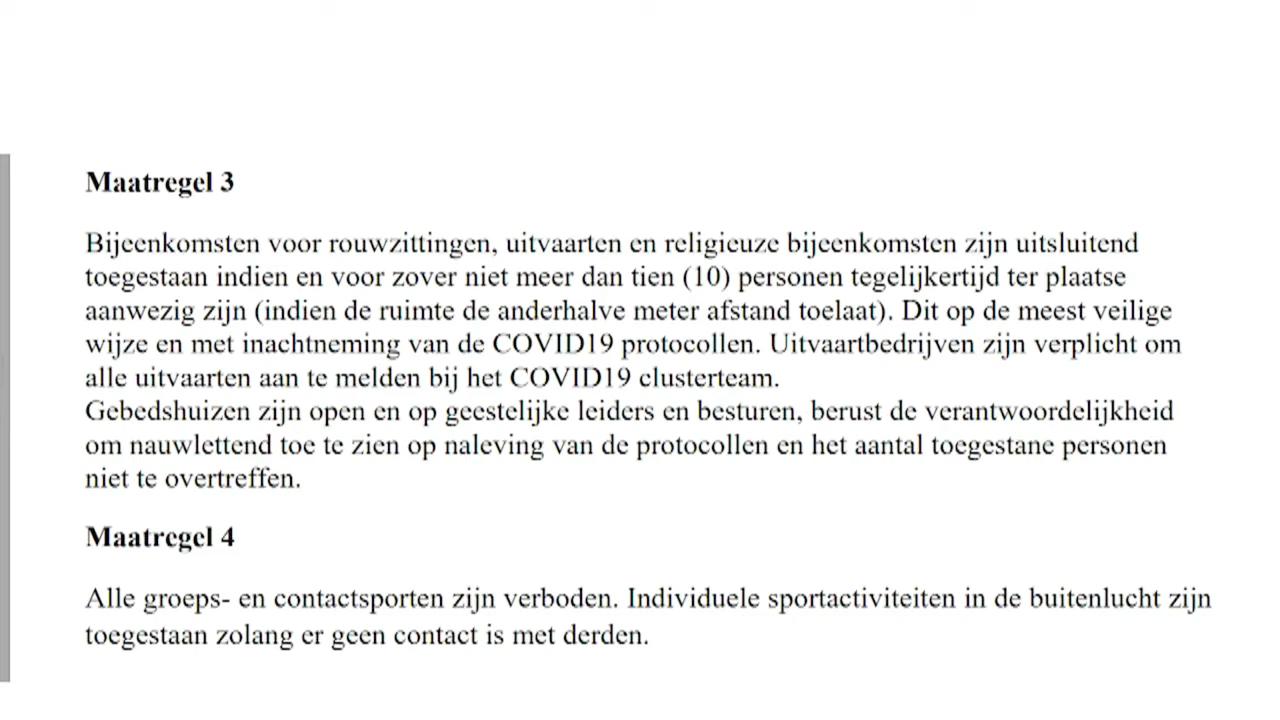 Maatregel 3
Bijeenkomsten voor rouwzittingen, uitvaarten en religieuze bijeenkomsten zijn uitsluitend
toegestaan indien en voor zover niet meer dan tien (10) personen tegelijkertijd ter plaatse
aanwezig zijn (indien de ruimte de anderhalve meter afstand toelaat). Dit op de meest veilige
wijze en met inachtneming van de COVID19 protocollen. Uitvaartbedrijven zijn verplicht om
alle uitvaarten aan te melden bij het COVID19 clusterteam.
Gebedshuizen zijn open en op geestelijke leiders en besturen, berust de verantwoordelijkheid
om nauwlettend toe te zien op naleving van de protocollen en het aantal toegestane personen
niet te overtreffen.
Maatregel 4
Alle groeps- en contactsporten zijn verboden. Individuele sportactiviteiten in de buitenlucht zijn
toegestaan zolang er geen contact is met derden.